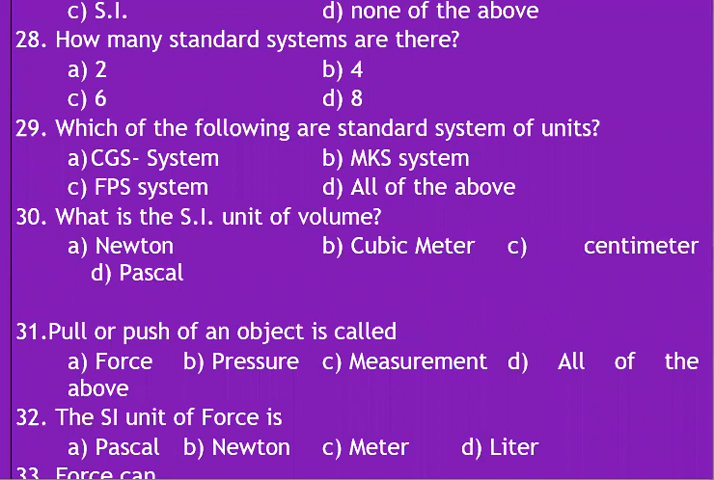 c) S.I. d) none of the above
28. How many standard systems are there?
a) 2 b) 4
c) 6 d) 8
29. Which of the following are standard system of units?
a) CGS- System b) MKS system
c) FPS system d) All of the above
30. What is the S.I. unit of volume?
a) Newton b) Cubic Meter c) centimeter
d) Pascal
31.Pull or push of an object is called
a) Force b) Pressure c) Measurement d) All of the
above
32. The SI unit of Force is
a) Pascal b) Newton c) Meter d) Liter
33. Force can